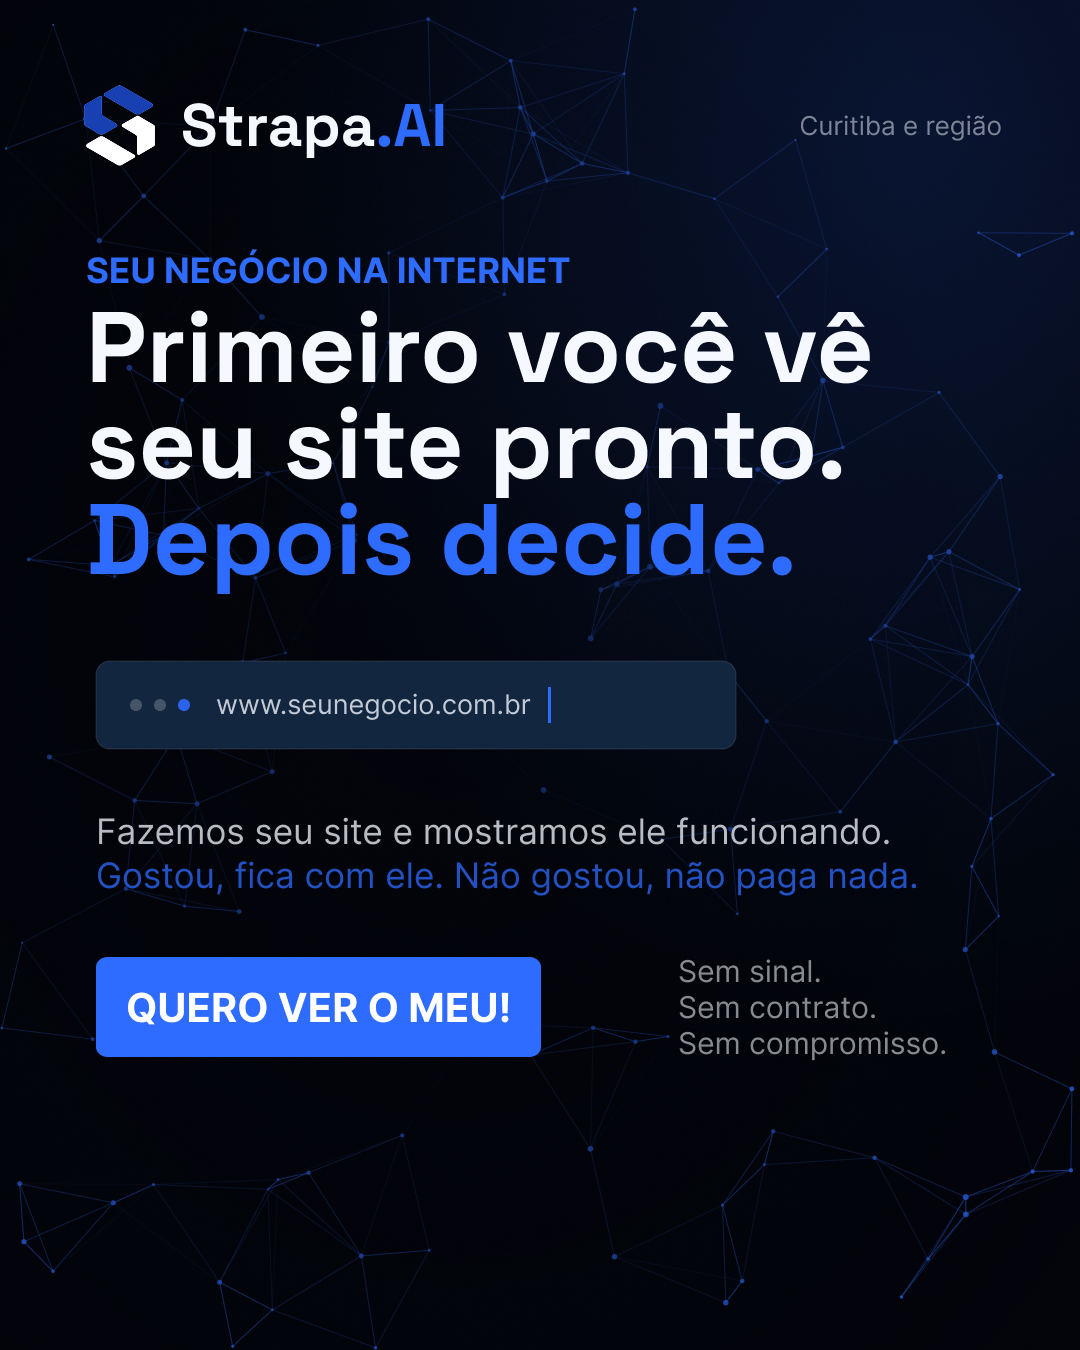 Strapa.AI
Curitiba e região
SEU NEGÓCIO NA INTERNET
Primeiro você vê
seu site pronto.
Depois decide.
www.seunegocio.com.br
Fazemos seu site e mostramos ele funcionando.
Gostou, fica com ele. Não gostou, não paga nada.
QUERO VER O MEU!
Sem sinal.
Sem contrato.
Sem compromisso.